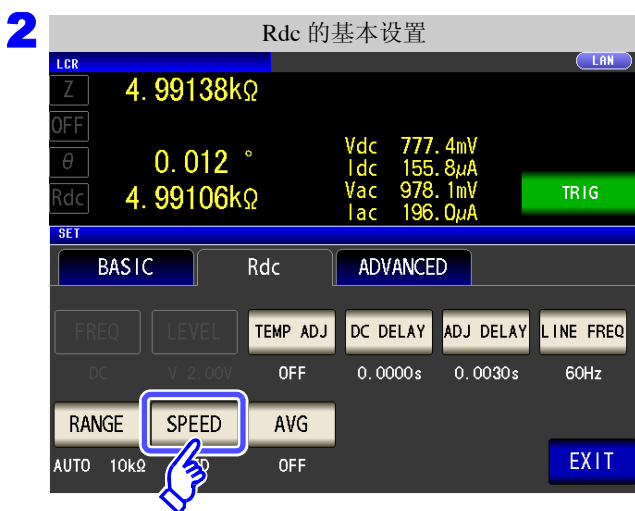 2
Rdc 的基本设置
LCR
LAN
Z 4.99138kΩ
OFF
θ 0.012 °
Rdc 4.99106kΩ
Vdc 777.4mV
Idc 155.8μA
Vac 978.1mV
Iac 196.0μA
TRIG
SET
BASIC Rdc ADVANCED
FREQ LEVEL TEMP ADJ DC DELAY ADJ DELAY LINE FREQ
DC V 2.00V OFF 0.0000s 0.0030s 60Hz
RANGE SPEED AVG
AUTO 10kΩ OFF
EXIT